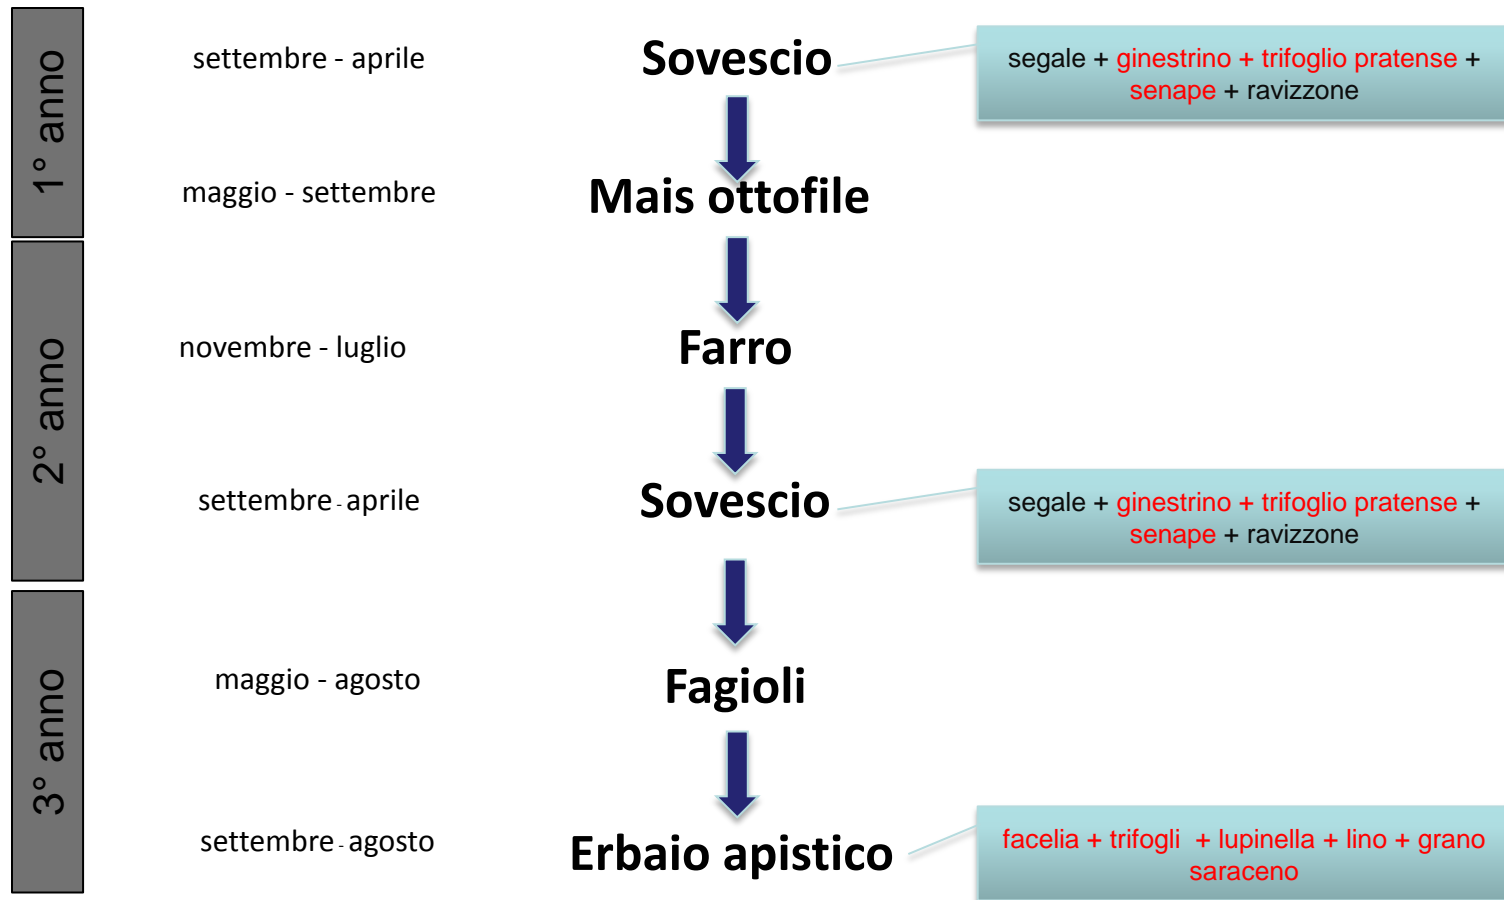 1° anno
settembre - aprile
Sovescio
segale + ginestrino + trifoglio pratense +
senape + ravizzone
maggio - settembre
Mais ottofile
2° anno
novembre - luglio
Farro
settembre - aprile
Sovescio
segale + ginestrino + trifoglio pratense +
senape + ravizzone
3° anno
maggio - agosto
Fagioli
settembre - agosto
Erbaio apistico
facelia + trifogli + lupinella + lino + grano
saraceno